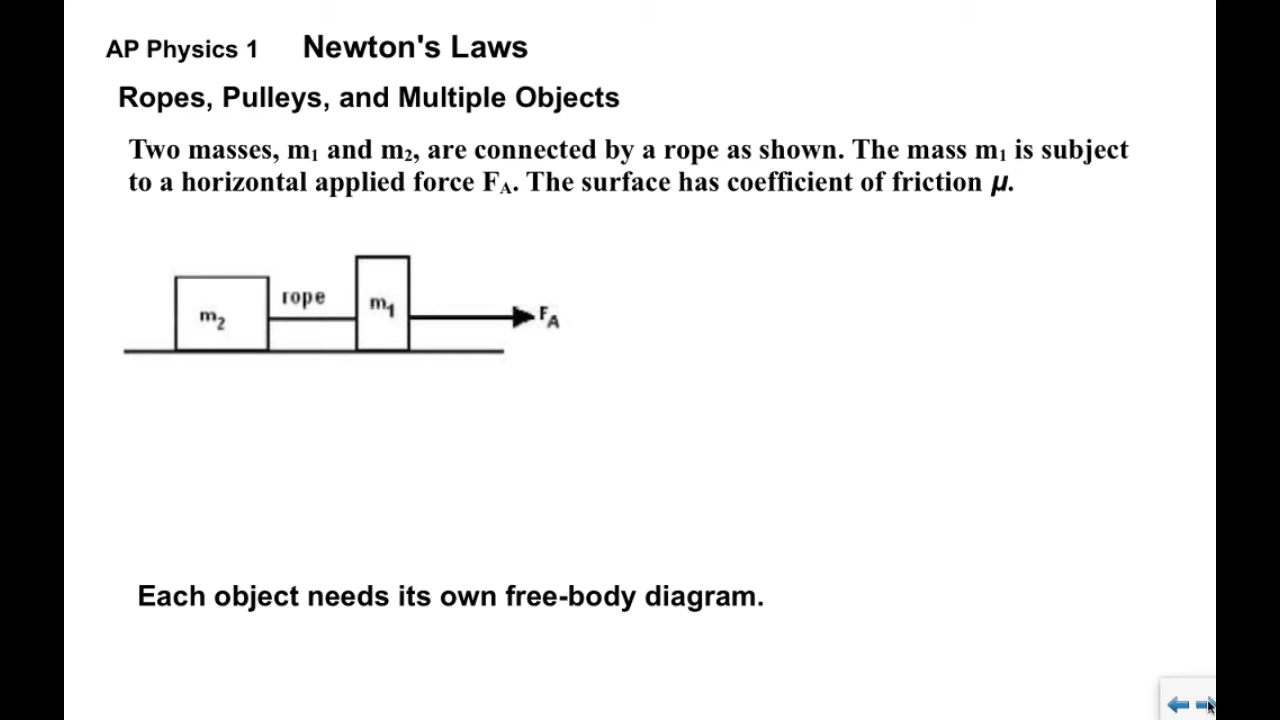 AP Physics 1 Newton's Laws
Ropes, Pulleys, and Multiple Objects
Two masses, m₁ and m₂, are connected by a rope as shown. The mass m₁ is subject
to a horizontal applied force F_A. The surface has coefficient of friction μ.
m₂ rope m₁ F_A
Each object needs its own free-body diagram.